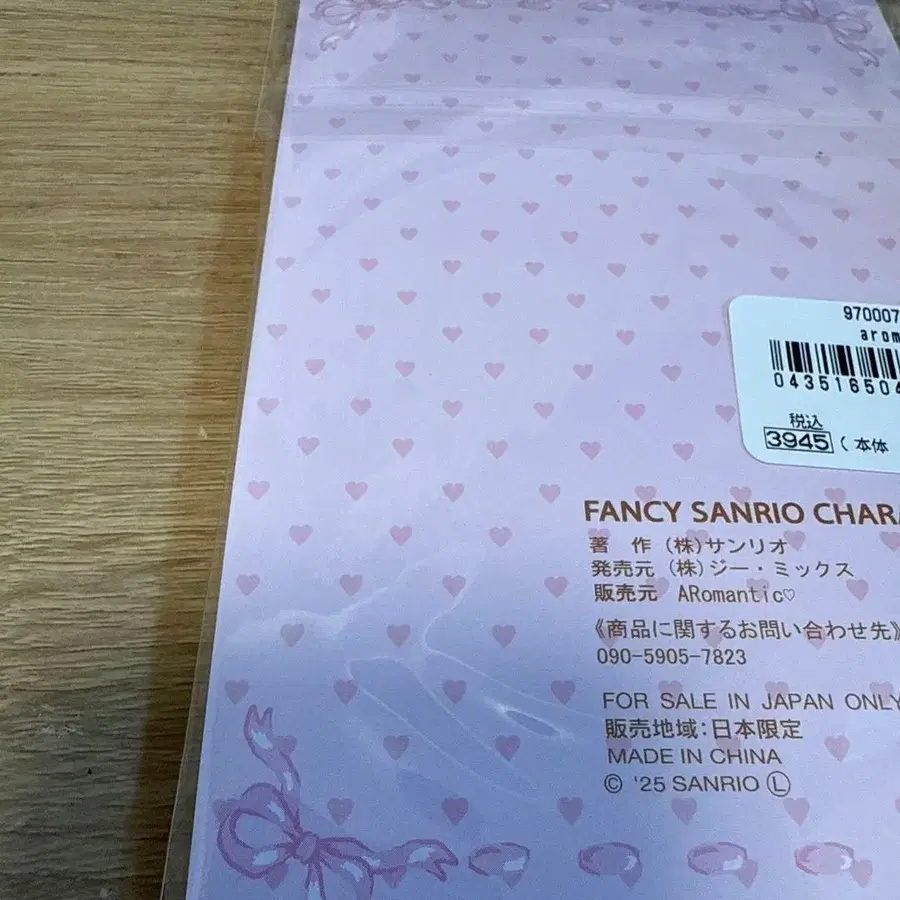 970007
arom
04351650
税込
3945 ( 本体
FANCY SANRIO CHARA
著 作 (株)サンリオ
発売元 (株)ジー・ミックス
販売元 ARomantic♡
《商品に関するお問い合わせ先》
090-5905-7823
FOR SALE IN JAPAN ONLY
販売地域:日本限定
MADE IN CHINA
© '25 SANRIO Ⓛ